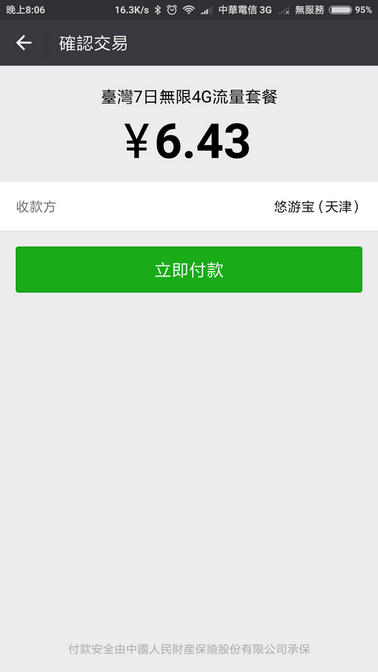 晚上8:06 16.3K/s 中華電信 3G 無服務 95%
確認交易
臺灣7日無限4G流量套餐
￥6.43
收款方 悠游宝（天津）
立即付款
付款安全由中國人民財産保險股份有限公司承保